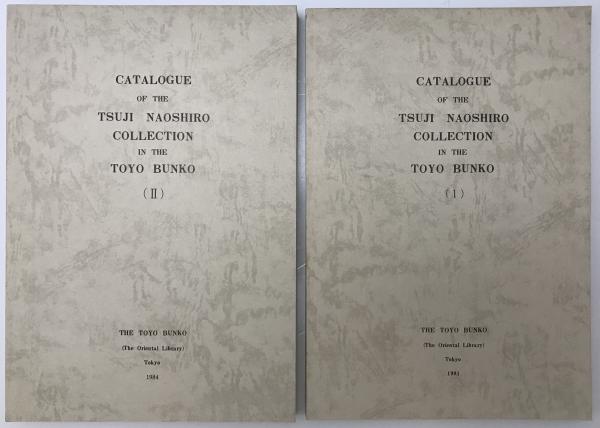 CATALOGUE
OF THE
TSUJI NAOSHIRO
COLLECTION
IN THE
TOYO BUNKO
(Ⅱ)
THE TOYO BUNKO
(The Oriental Library)
Tokyo
1984
CATALOGUE
OF THE
TSUJI NAOSHIRO
COLLECTION
IN THE
TOYO BUNKO
(Ⅰ)
THE TOYO BUNKO
(The Oriental Library)
Tokyo